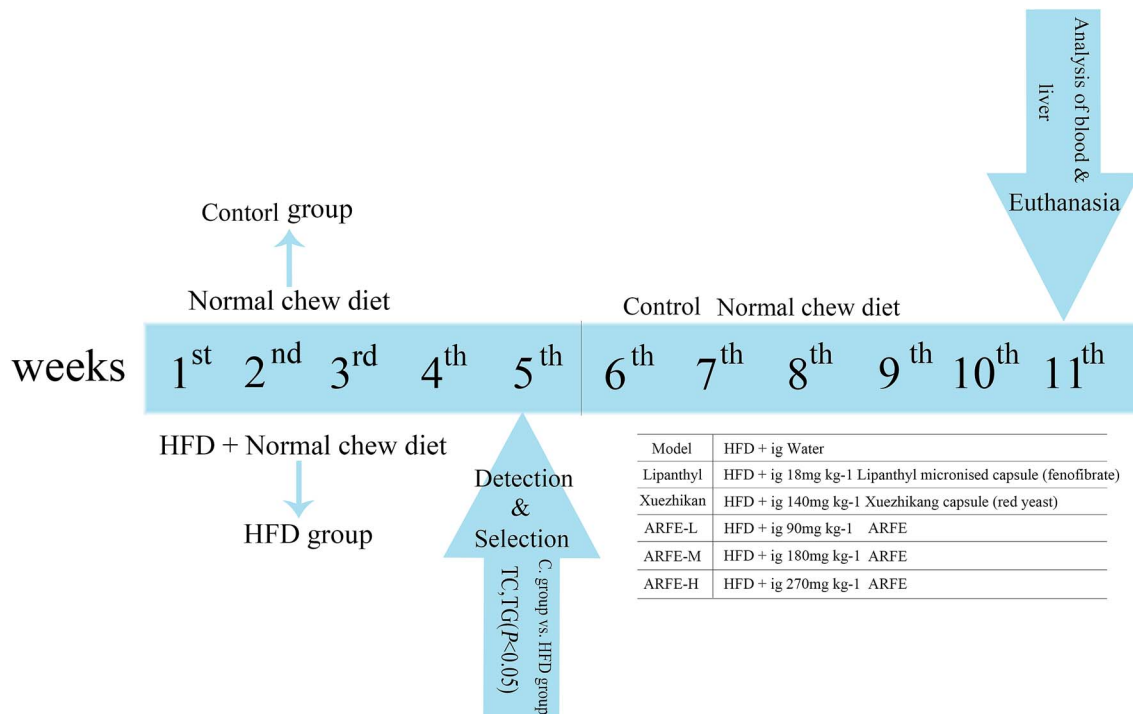 Analysis of blood &
liver
Euthanasia
Contorl group
Normal chew diet
Control Normal chew diet
weeks 1st 2nd 3rd 4th 5th 6th 7th 8th 9th 10th 11th
HFD + Normal chew diet
HFD group
Detection
&
Selection
C. group vs. HFD group
TC,TG(P<0.05)
Model HFD + ig Water
Lipanthyl HFD + ig 18mg kg-1 Lipanthyl micronised capsule (fenofibrate)
Xuezhikan HFD + ig 140mg kg-1 Xuezhikang capsule (red yeast)
ARFE-L HFD + ig 90mg kg-1 ARFE
ARFE-M HFD + ig 180mg kg-1 ARFE
ARFE-H HFD + ig 270mg kg-1 ARFE